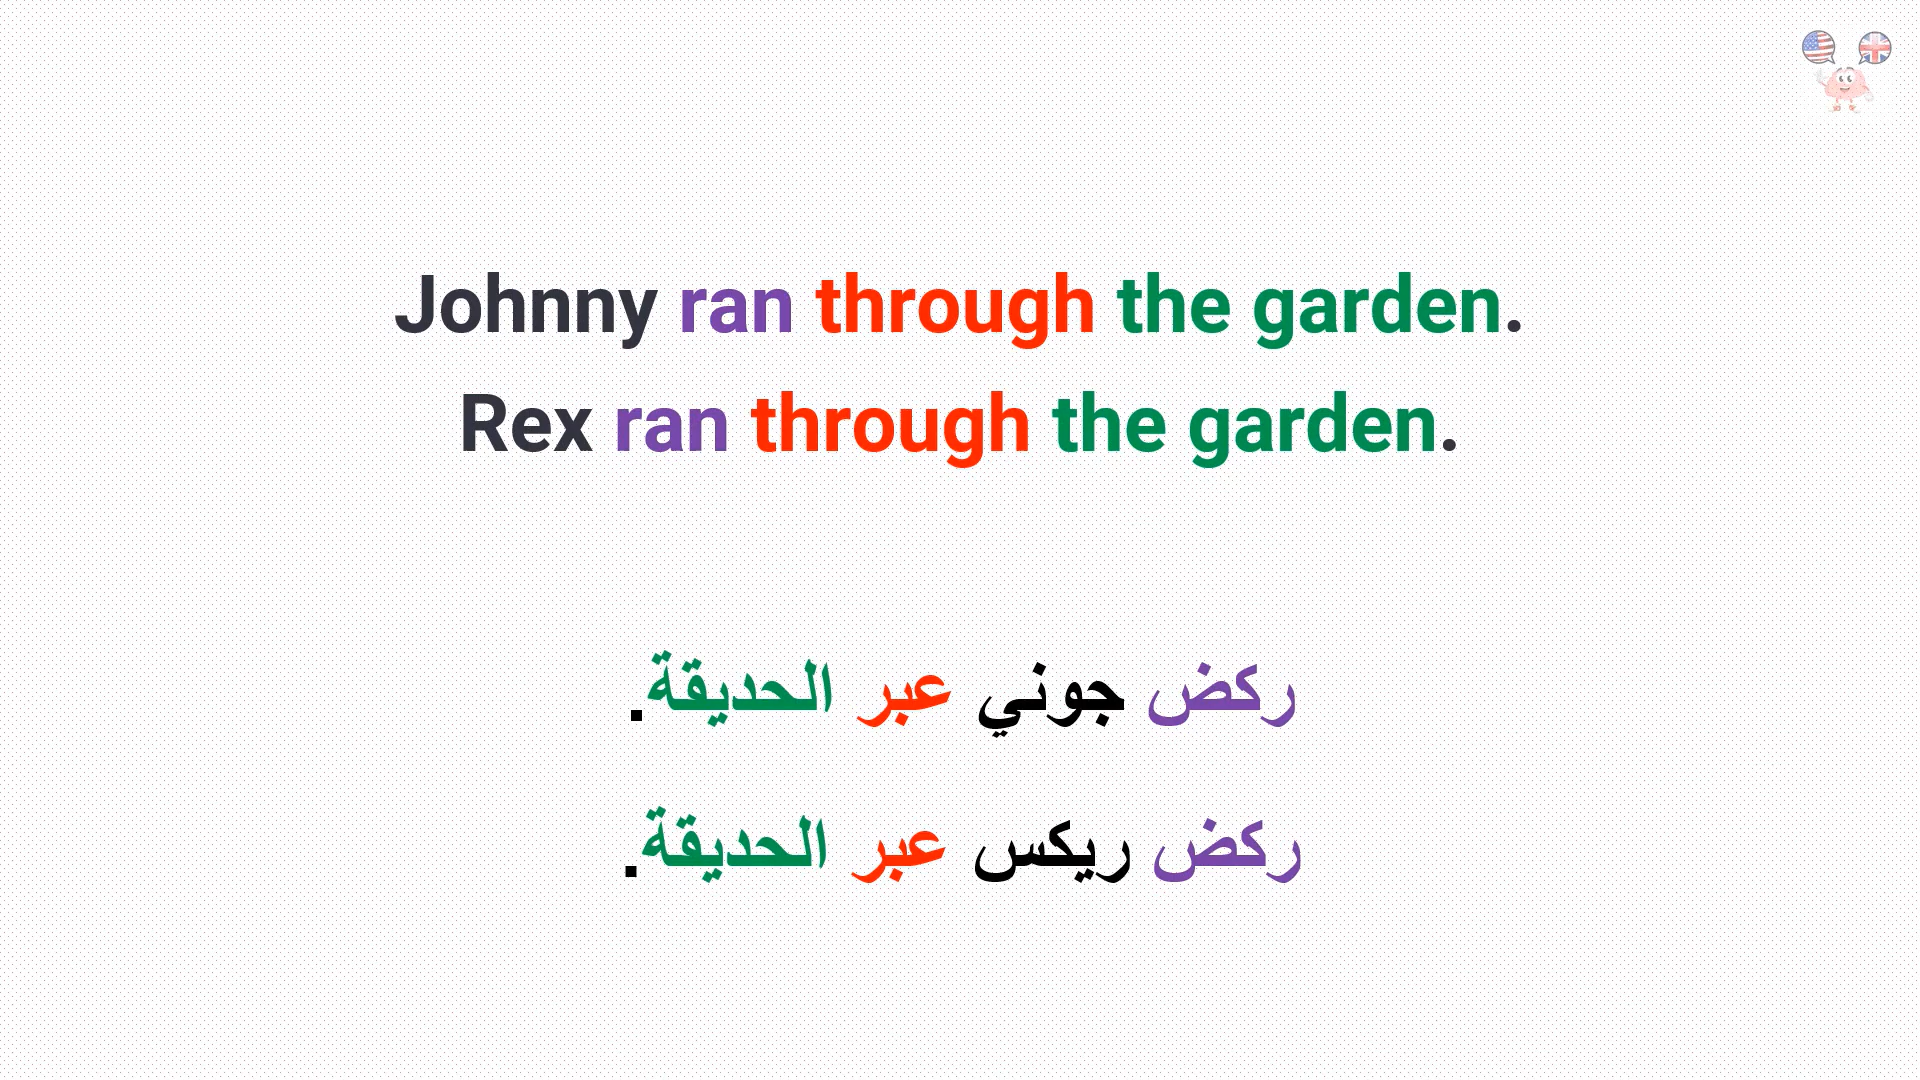 Johnny ran through the garden.
Rex ran through the garden.
ركض جوني عبر الحديقة.
ركض ريكس عبر الحديقة.